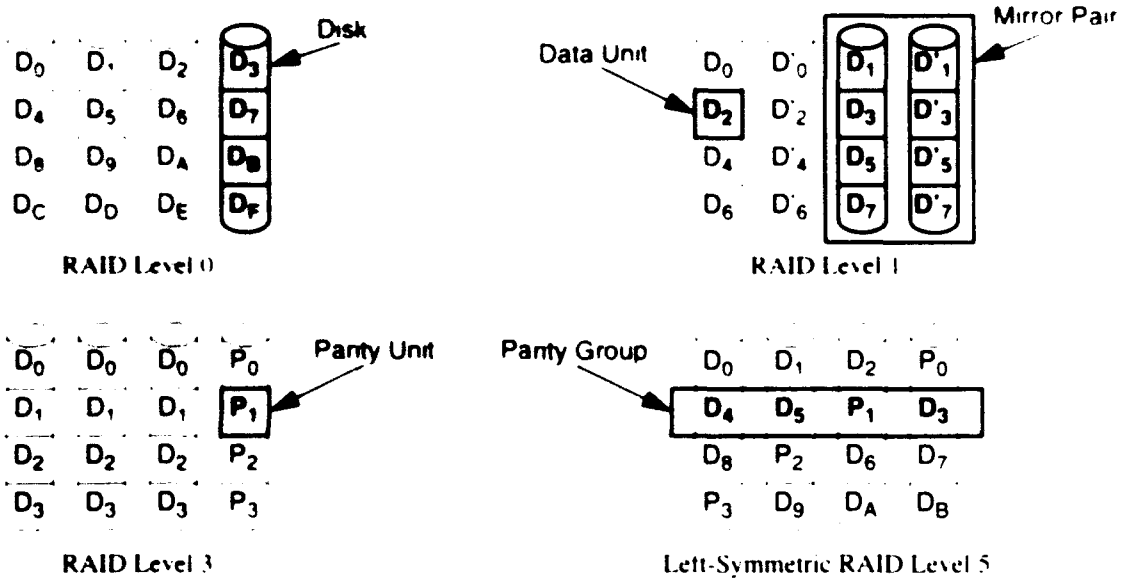 Disk
D0 D1 D2 D3
D4 D5 D6 D7
D8 D9 DA DB
DC DD DE DF
RAID Level 0
Mirror Pair
Data Unit
D0 D'0 D1 D'1
D2 D'2 D3 D'3
D4 D'4 D5 D'5
D6 D'6 D7 D'7
RAID Level 1
Parity Unit
D0 D0 D0 P0
D1 D1 D1 P1
D2 D2 D2 P2
D3 D3 D3 P3
RAID Level 3
Parity Group
D0 D1 D2 P0
D4 D5 P1 D3
D8 P2 D6 D7
P3 D9 DA DB
Left-Symmetric RAID Level 5